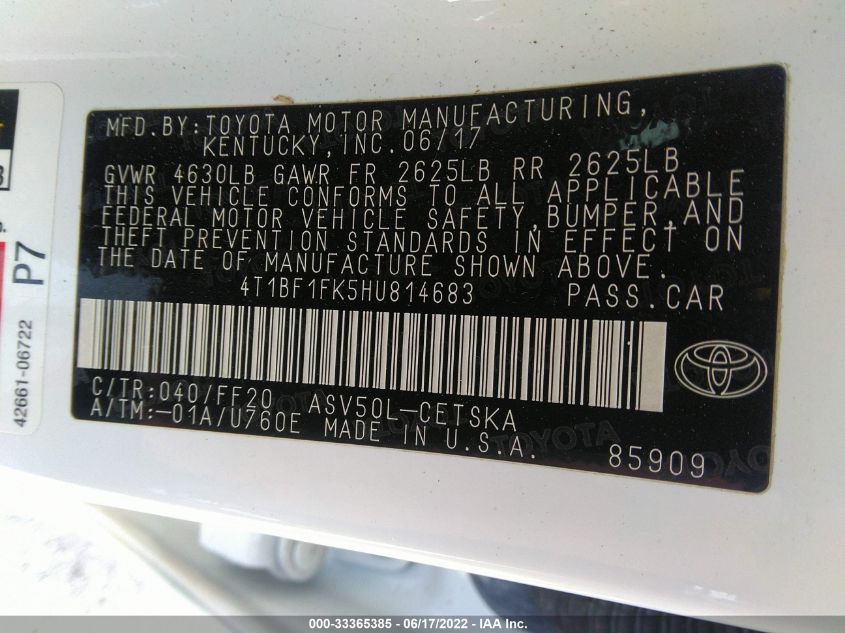 MFD.BY:TOYOTA MOTOR MANUFACTURING,
KENTUCKY,INC.06/17
GVWR 4630LB GAWR FR 2625LB RR 2625LB
THIS VEHICLE CONFORMS TO ALL APPLICABLE
FEDERAL MOTOR VEHICLE SAFETY,BUMPER,AND
THEFT PREVENTION STANDARDS IN EFFECT ON
THE DATE OF MANUFACTURE SHOWN ABOVE.
4T1BF1FK5HU814683 PASS.CAR
C/TR:040/FF20 ASV50L-CETSKA
A/TM:-01A/U760E MADE IN U.S.A.
85909
P7
42661-06722
000-33365385 - 06/17/2022 - IAA Inc.